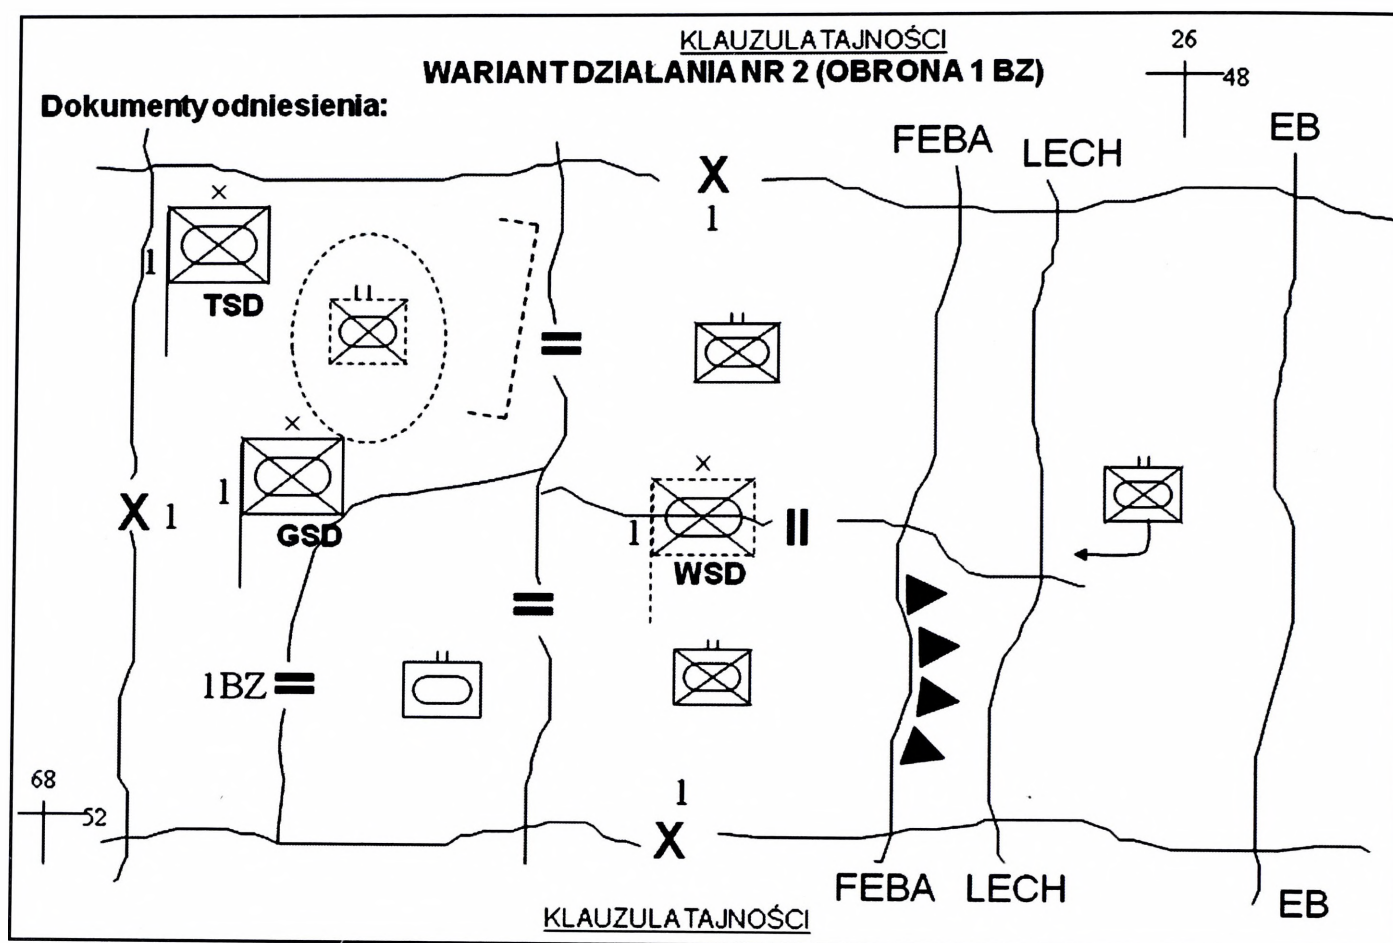 KLAUZULA TAJNOŚCI
WARIANT DZIAŁANIA NR 2 (OBRONA 1 BZ)
26
48
Dokumenty odniesienia:
FEBA
LECH
EB
X
1
1
TSD
1
GSD
X 1
1
WSD
1BZ
68
52
1
X
FEBA
LECH
EB
KLAUZULA TAJNOŚCI